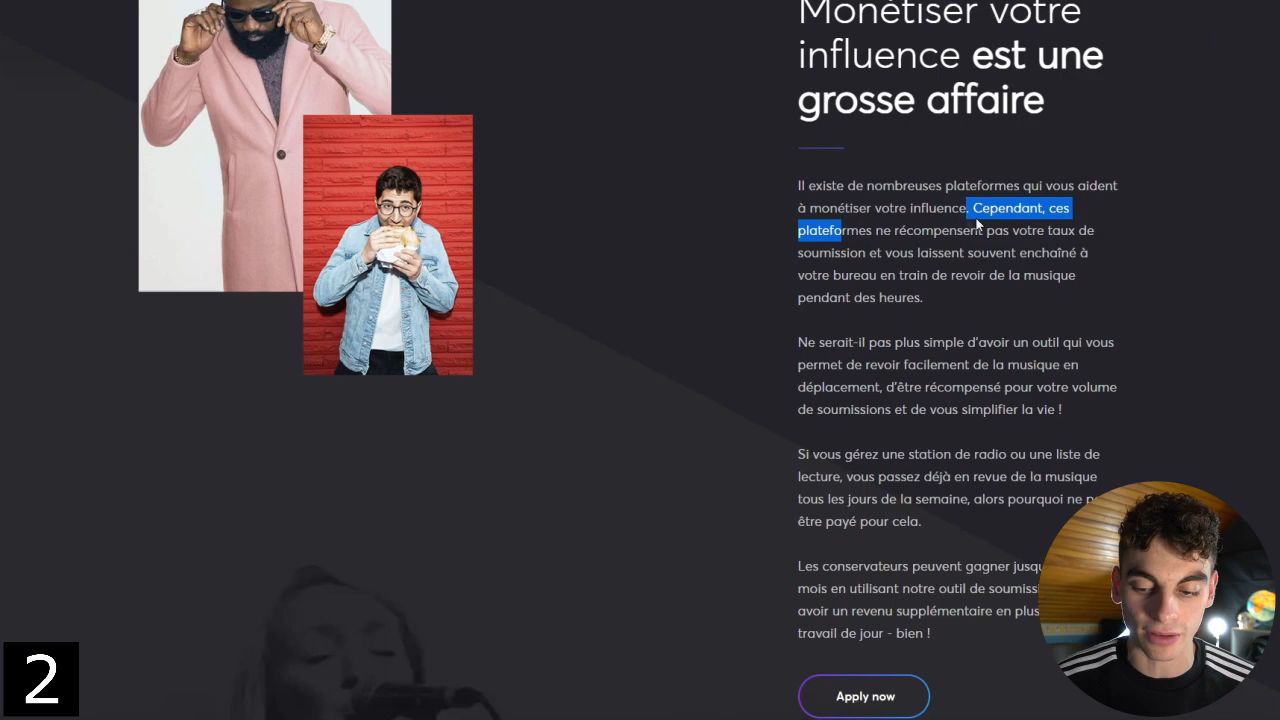 Monétiser votre
influence est une
grosse affaire
Il existe de nombreuses plateformes qui vous aident
à monétiser votre influence. Cependant, ces
plateformes ne récompensent pas votre taux de
soumission et vous laissent souvent enchaîné à
votre bureau en train de revoir de la musique
pendant des heures.
Ne serait-il pas plus simple d'avoir un outil qui vous
permet de revoir facilement de la musique en
déplacement, d'être récompensé pour votre volume
de soumissions et de vous simplifier la vie !
Si vous gérez une station de radio ou une liste de
lecture, vous passez déjà en revue de la musique
tous les jours de la semaine, alors pourquoi ne
être payé pour cela.
Les conservateurs peuvent gagner
mois en utilisant notre outil de
avoir un revenu supplémentaire en plus
travail de jour - bien !
Apply now
2